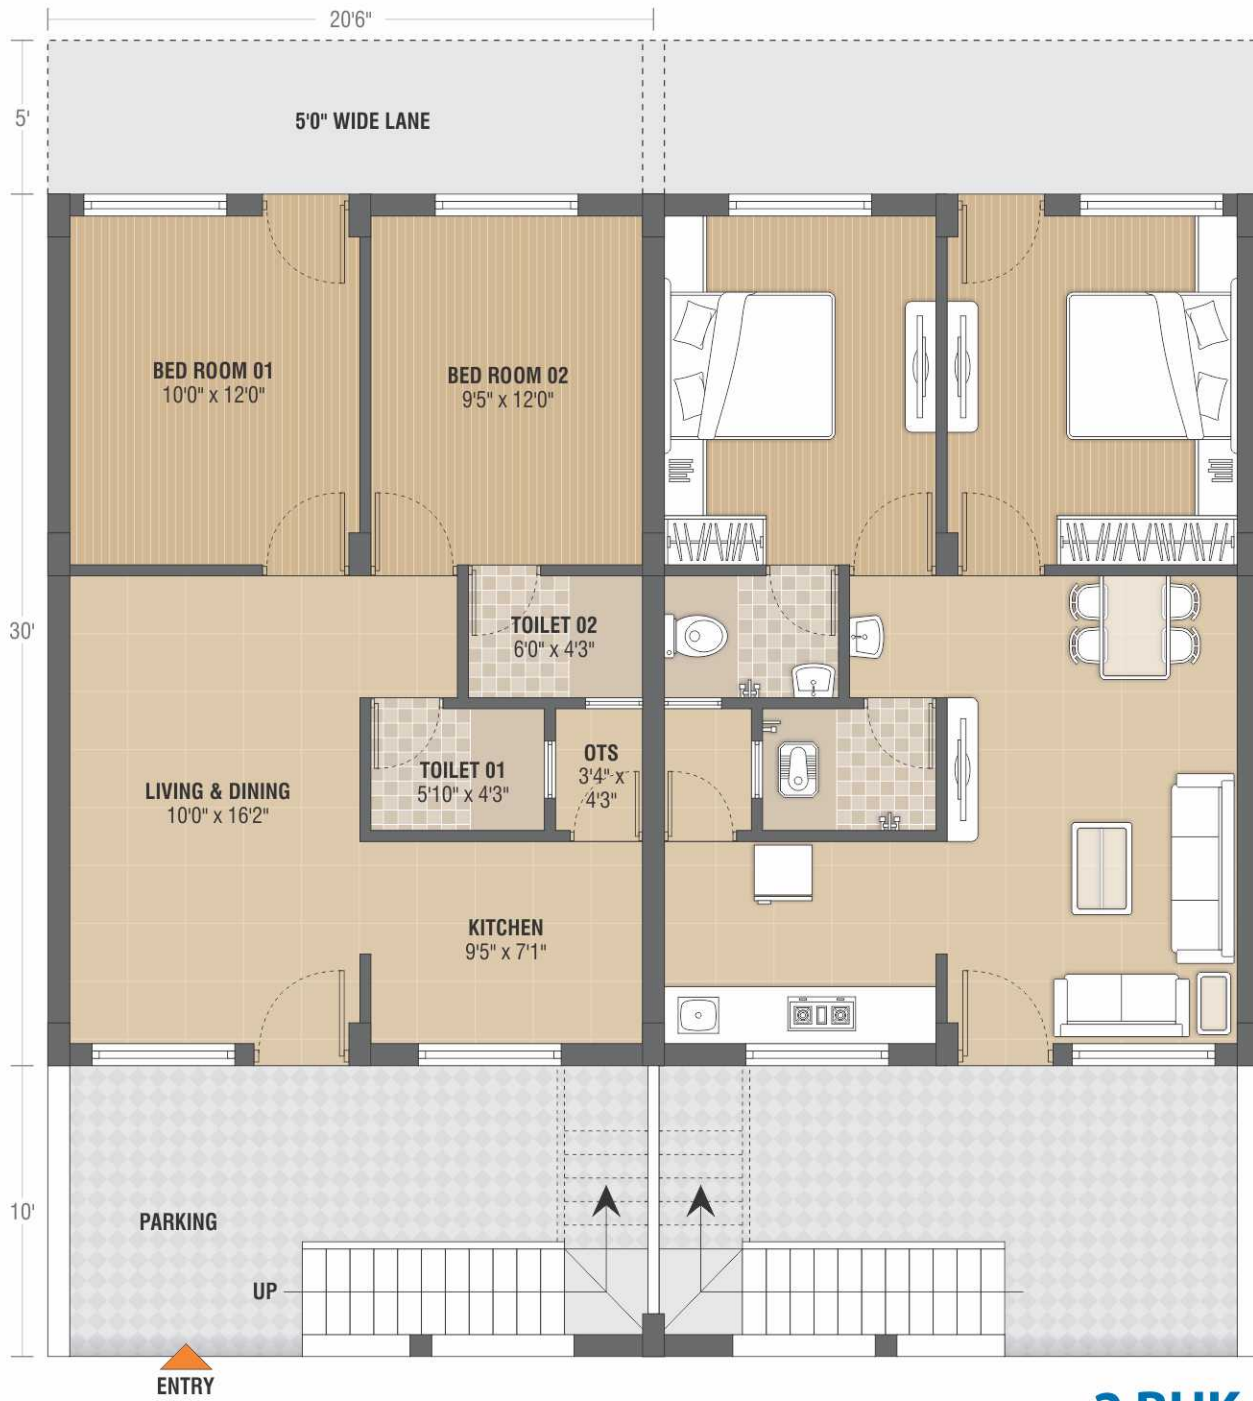 20'6"
5'
5'0" WIDE LANE
BED ROOM 01
10'0" x 12'0"
BED ROOM 02
9'5" x 12'0"
30'
TOILET 02
6'0" x 4'3"
OTS
3'4" x
4'3"
TOILET 01
5'10" x 4'3"
LIVING & DINING
10'0" x 16'2"
KITCHEN
9'5" x 7'1"
10'
PARKING
UP
ENTRY